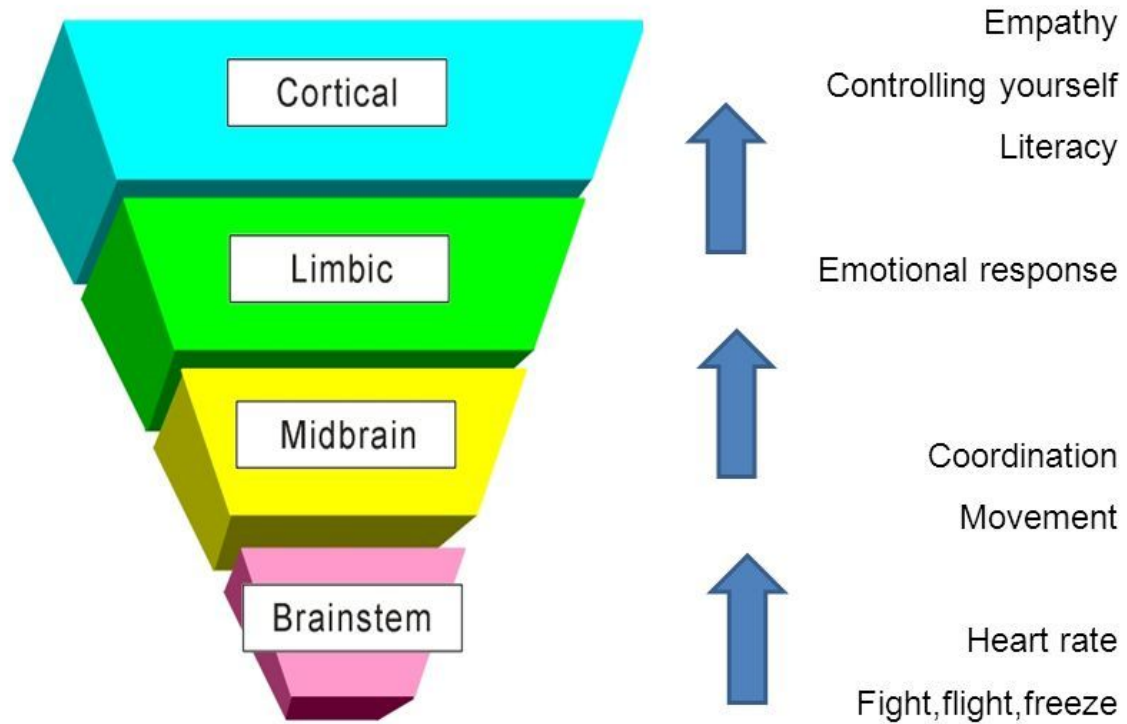 Empathy
Cortical
Controlling yourself
Literacy
Limbic
Emotional response
Midbrain
Coordination
Movement
Brainstem
Heart rate
Fight,flight,freeze